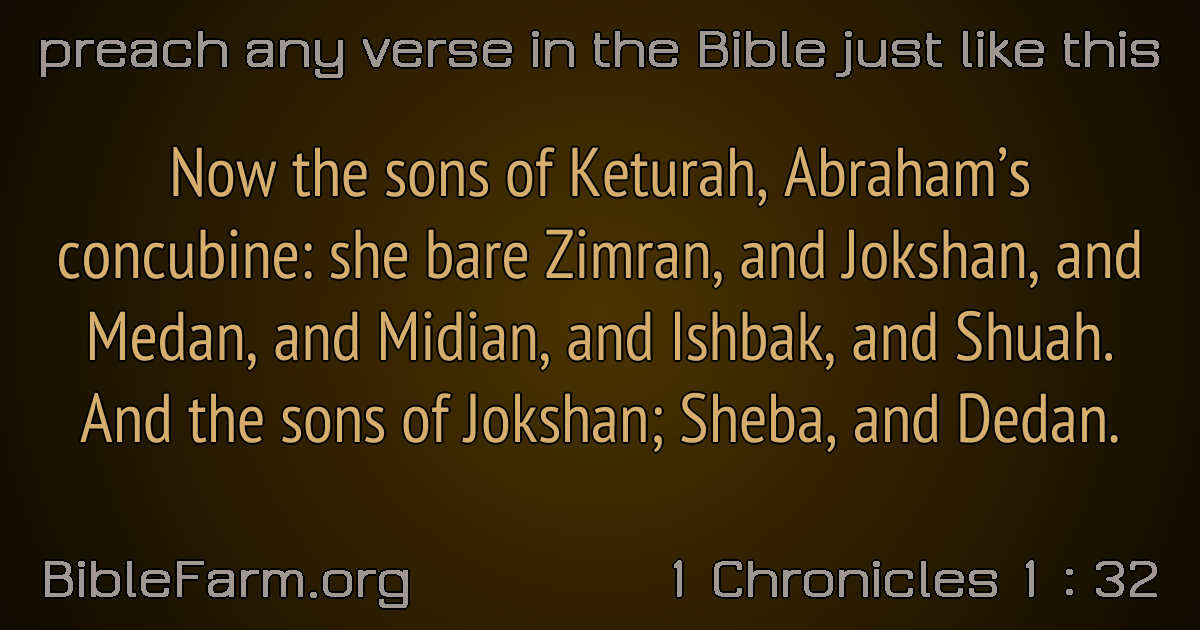 preach any verse in the Bible just like this
Now the sons of Keturah, Abraham’s
concubine: she bare Zimran, and Jokshan, and
Medan, and Midian, and Ishbak, and Shuah.
And the sons of Jokshan; Sheba, and Dedan.
BibleFarm.org
1 Chronicles 1 : 32